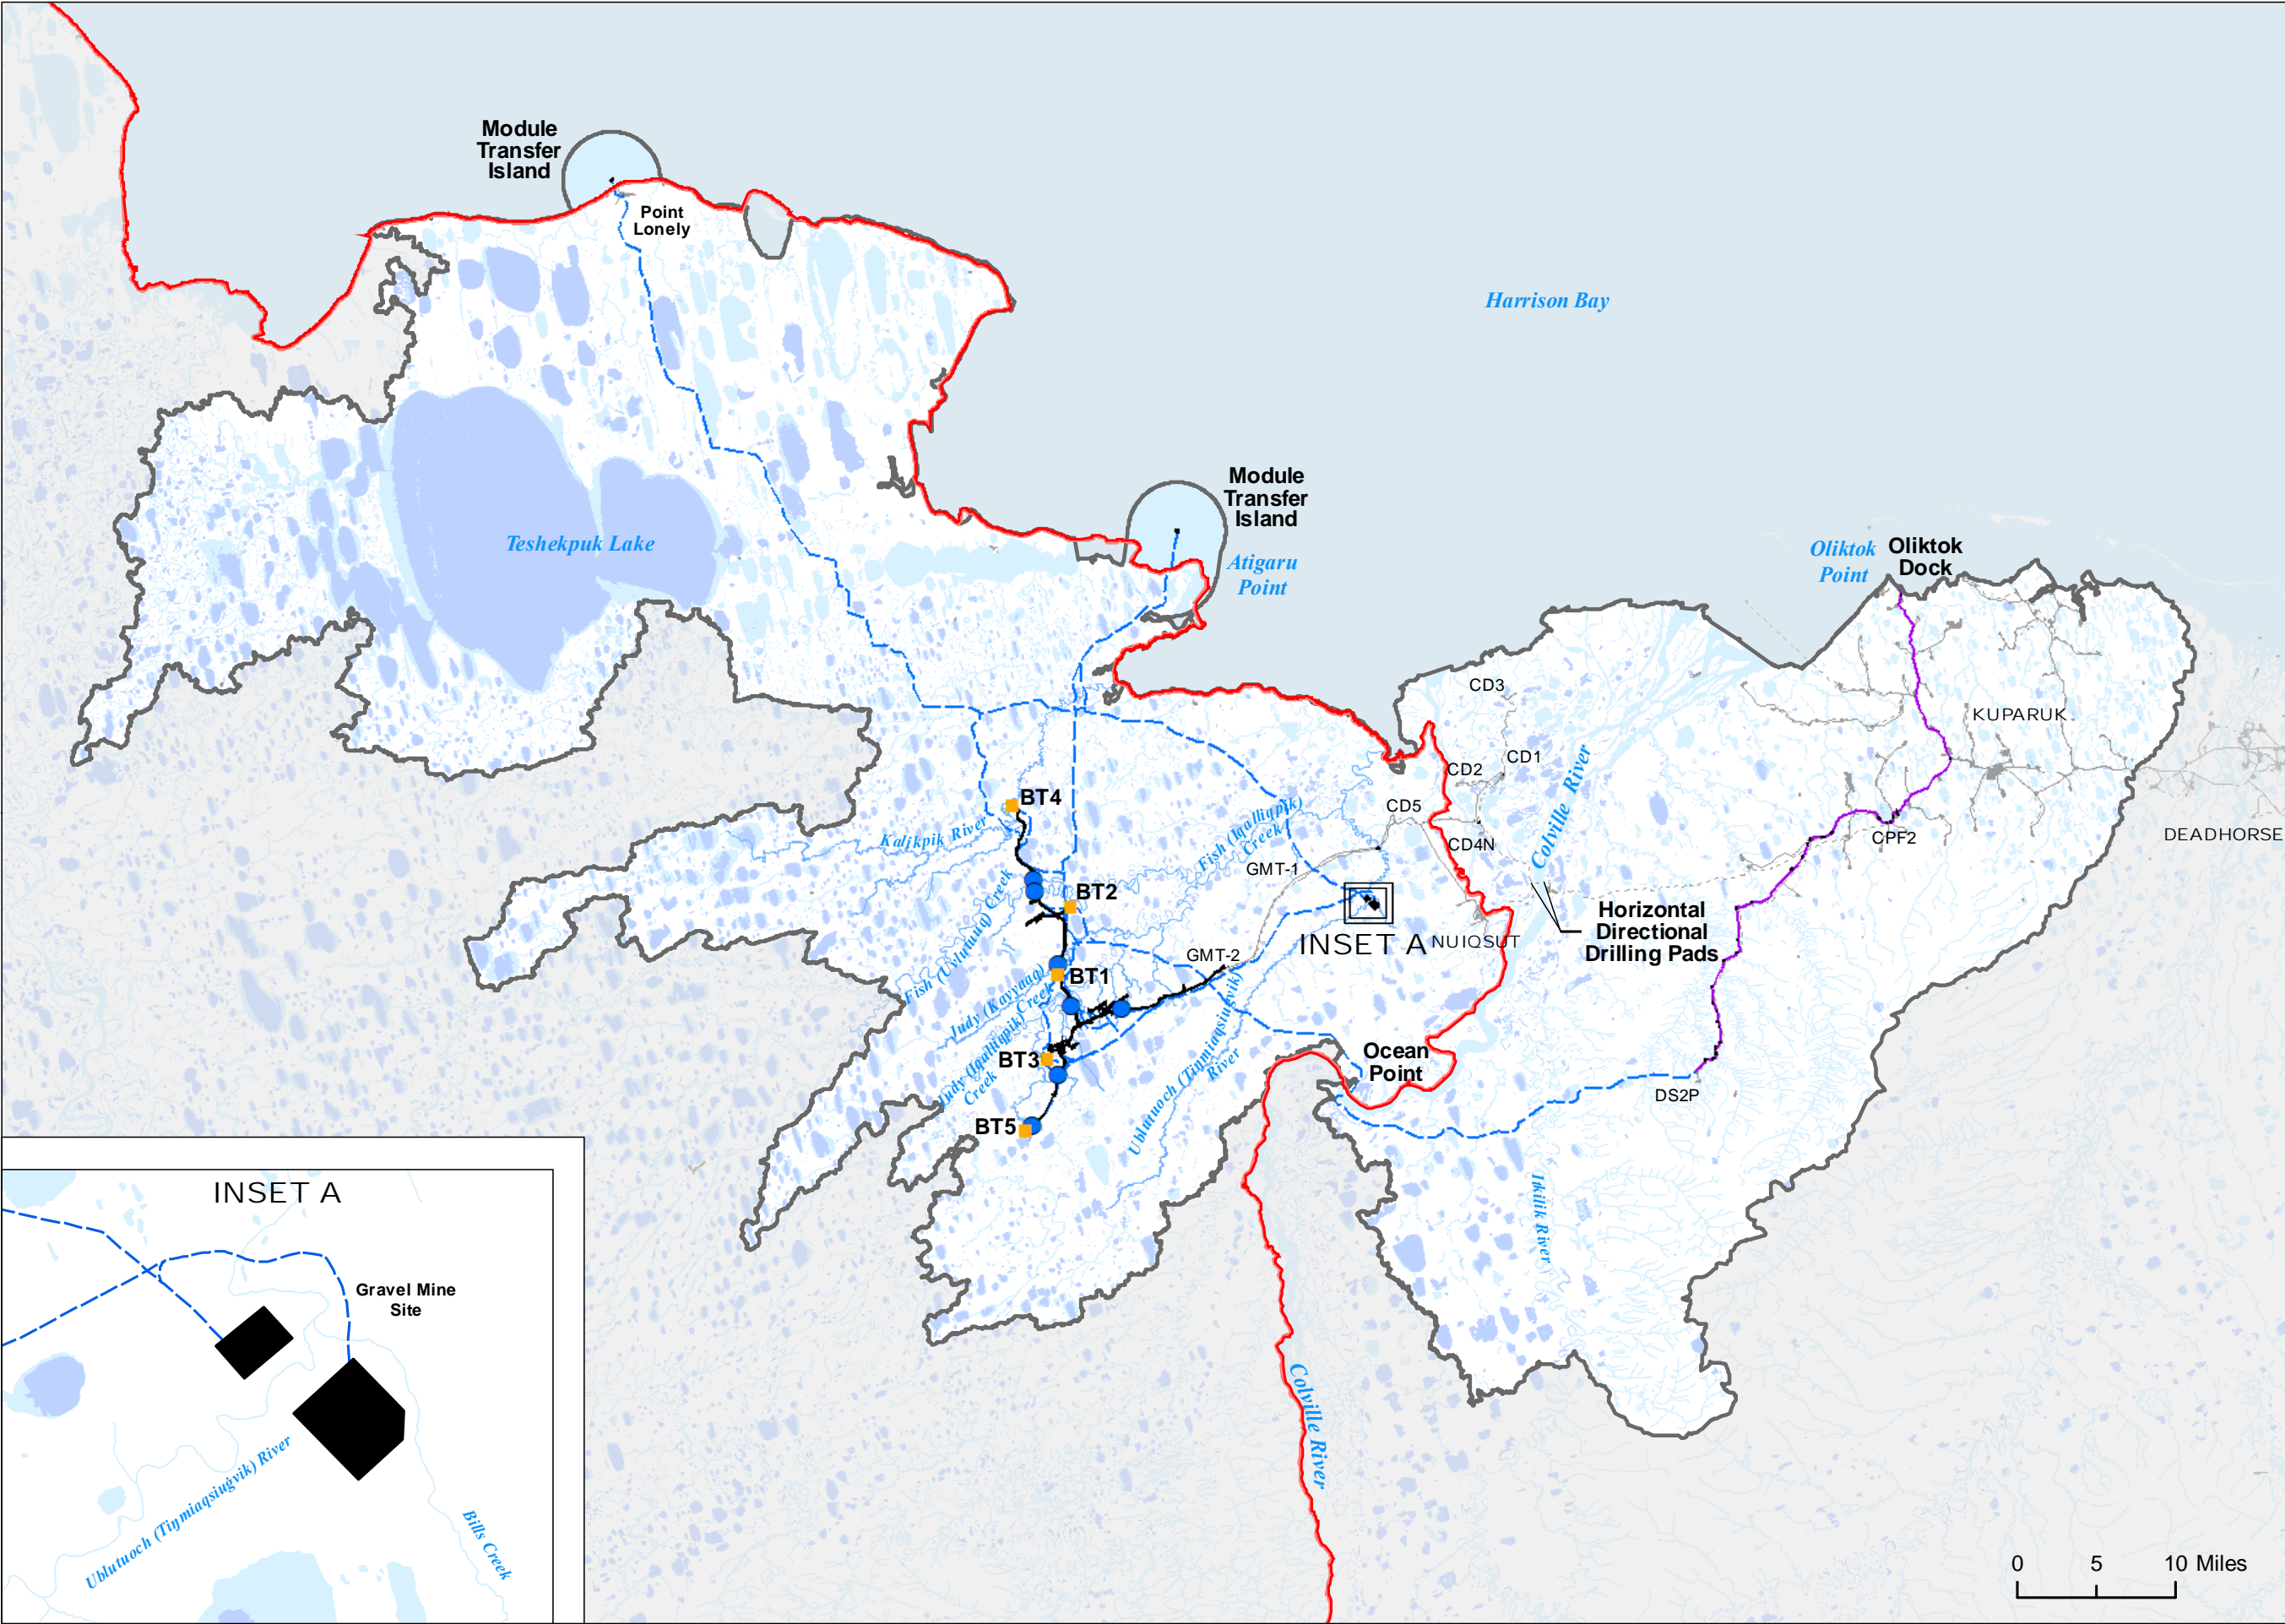 Module
Transfer
Island
Point
Lonely
Harrison Bay
Module
Transfer
Island
Teshekpuk Lake
Atigaru
Point
Oliktok
Point
Oliktok
Dock
CD3
KUPARUK
CD1
CD2
BT4
CD5
Colville River
Kalikpik River
Fish (Iqalliqpik)
Creek
CD4N
CPF2
DEADHORSE
GMT-1
BT2
Fish (Uvlutuuq) Creek
Horizontal
Directional
Drilling Pads
INSET A
NUIQSUT
GMT-2
BT1
Judy (Kayyaaq)
Creek
Judy (Iqalliqpik)
Creek
BT3
Ublutuoch (Tiŋmiaqsiuġvik)
River
Ocean
Point
DS2P
BT5
Itkilik River
Colville River
INSET A
Gravel Mine
Site
Ublutuoch (Tiŋmiaqsiuġvik) River
Bills Creek
0 5 10 Miles